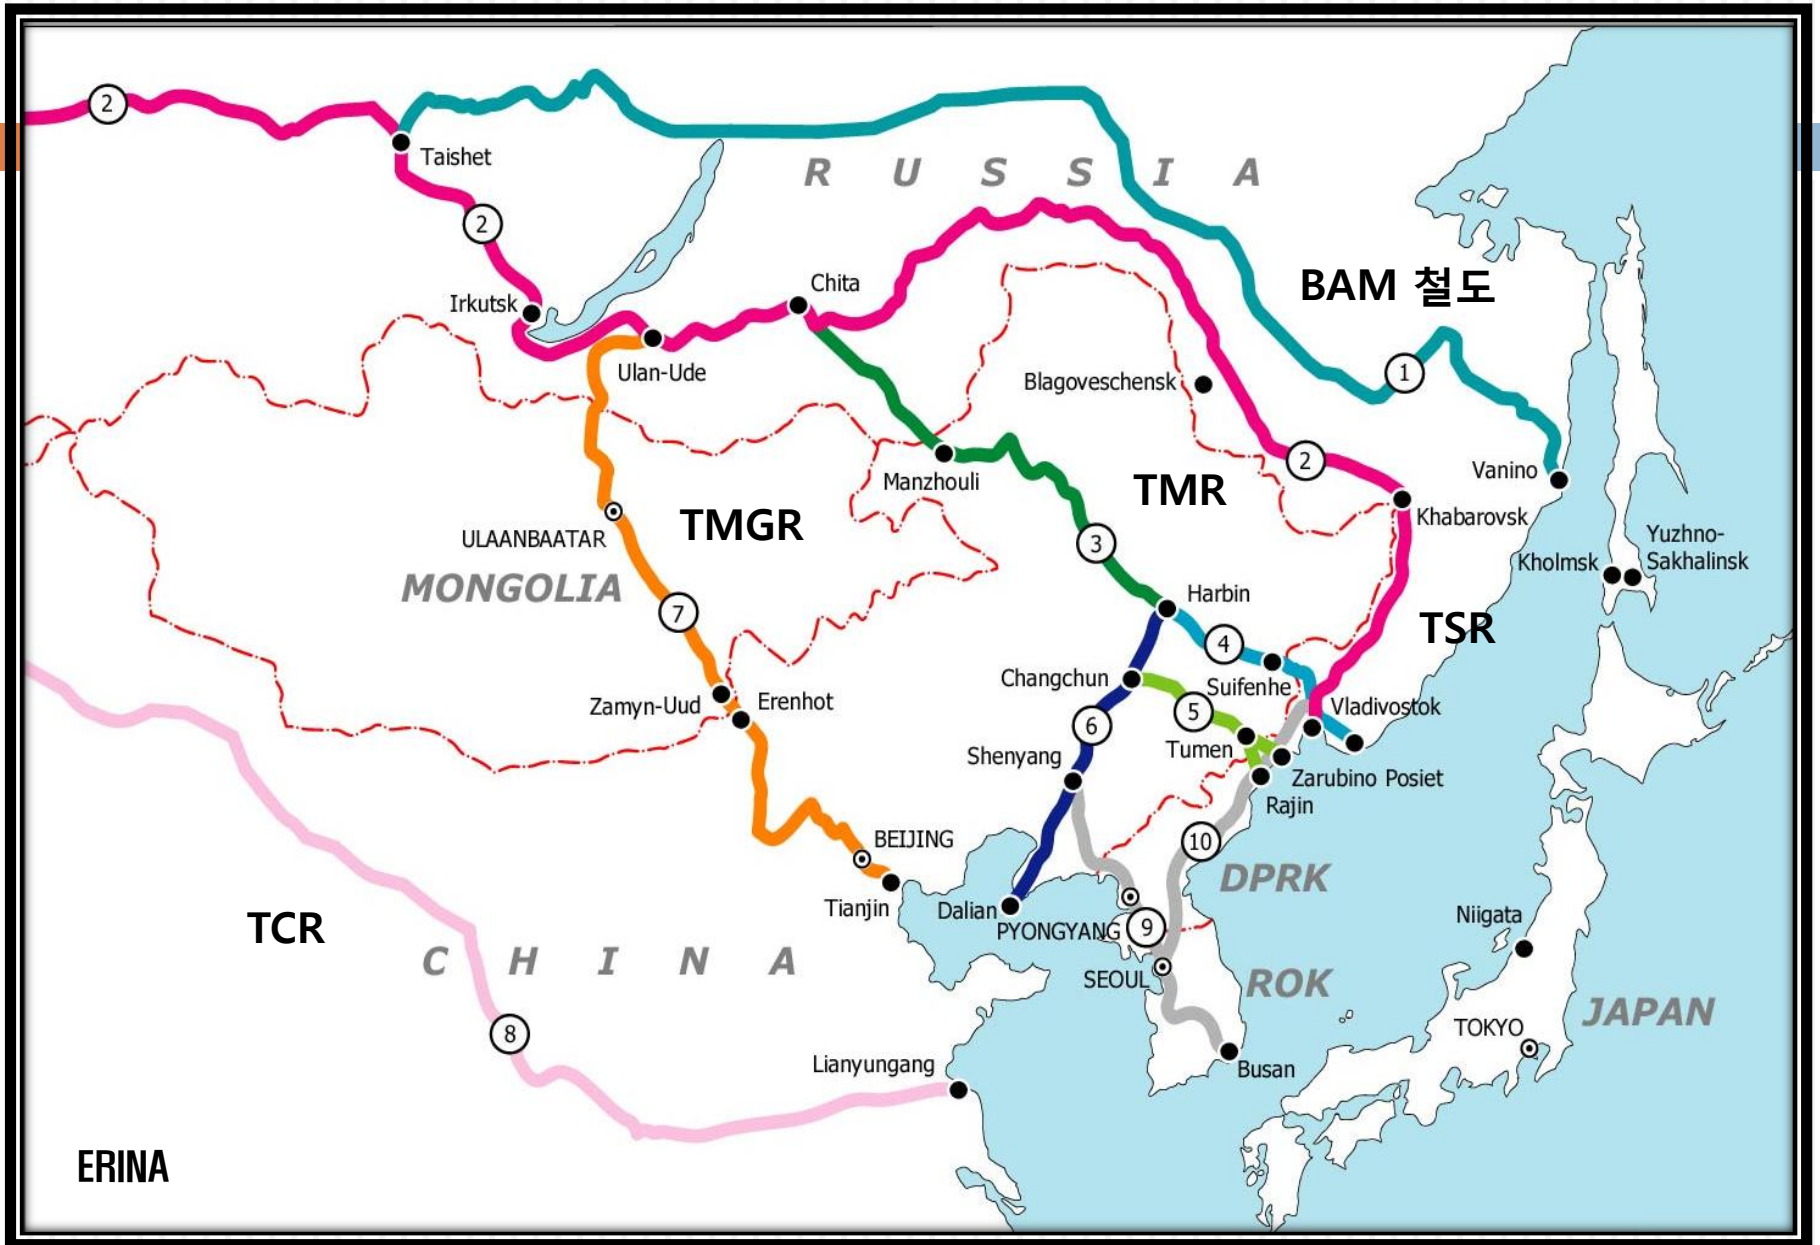 2
Taishet
R U S S I A
2
Chita
BAM 철도
Irkutsk
Ulan-Ude
Blagoveschensk
1
2
Vanino
Manzhouli
TMR
Khabarovsk
ULAANBAATAR
TMGR
3
Yuzhno-
Sakhalinsk
Kholmsk
MONGOLIA
7
Harbin
4
TSR
Changchun
Suifenhe
Zamyn-Uud
Erenhot
5
Vladivostok
6
Tumen
Shenyang
Zarubino Posiet
Rajin
BEIJING
10
DPRK
Tianjin
Dalian
PYONGYANG
9
Niigata
TCR
C H I N A
SEOUL
ROK
JAPAN
8
TOKYO
Lianyungang
Busan
ERINA